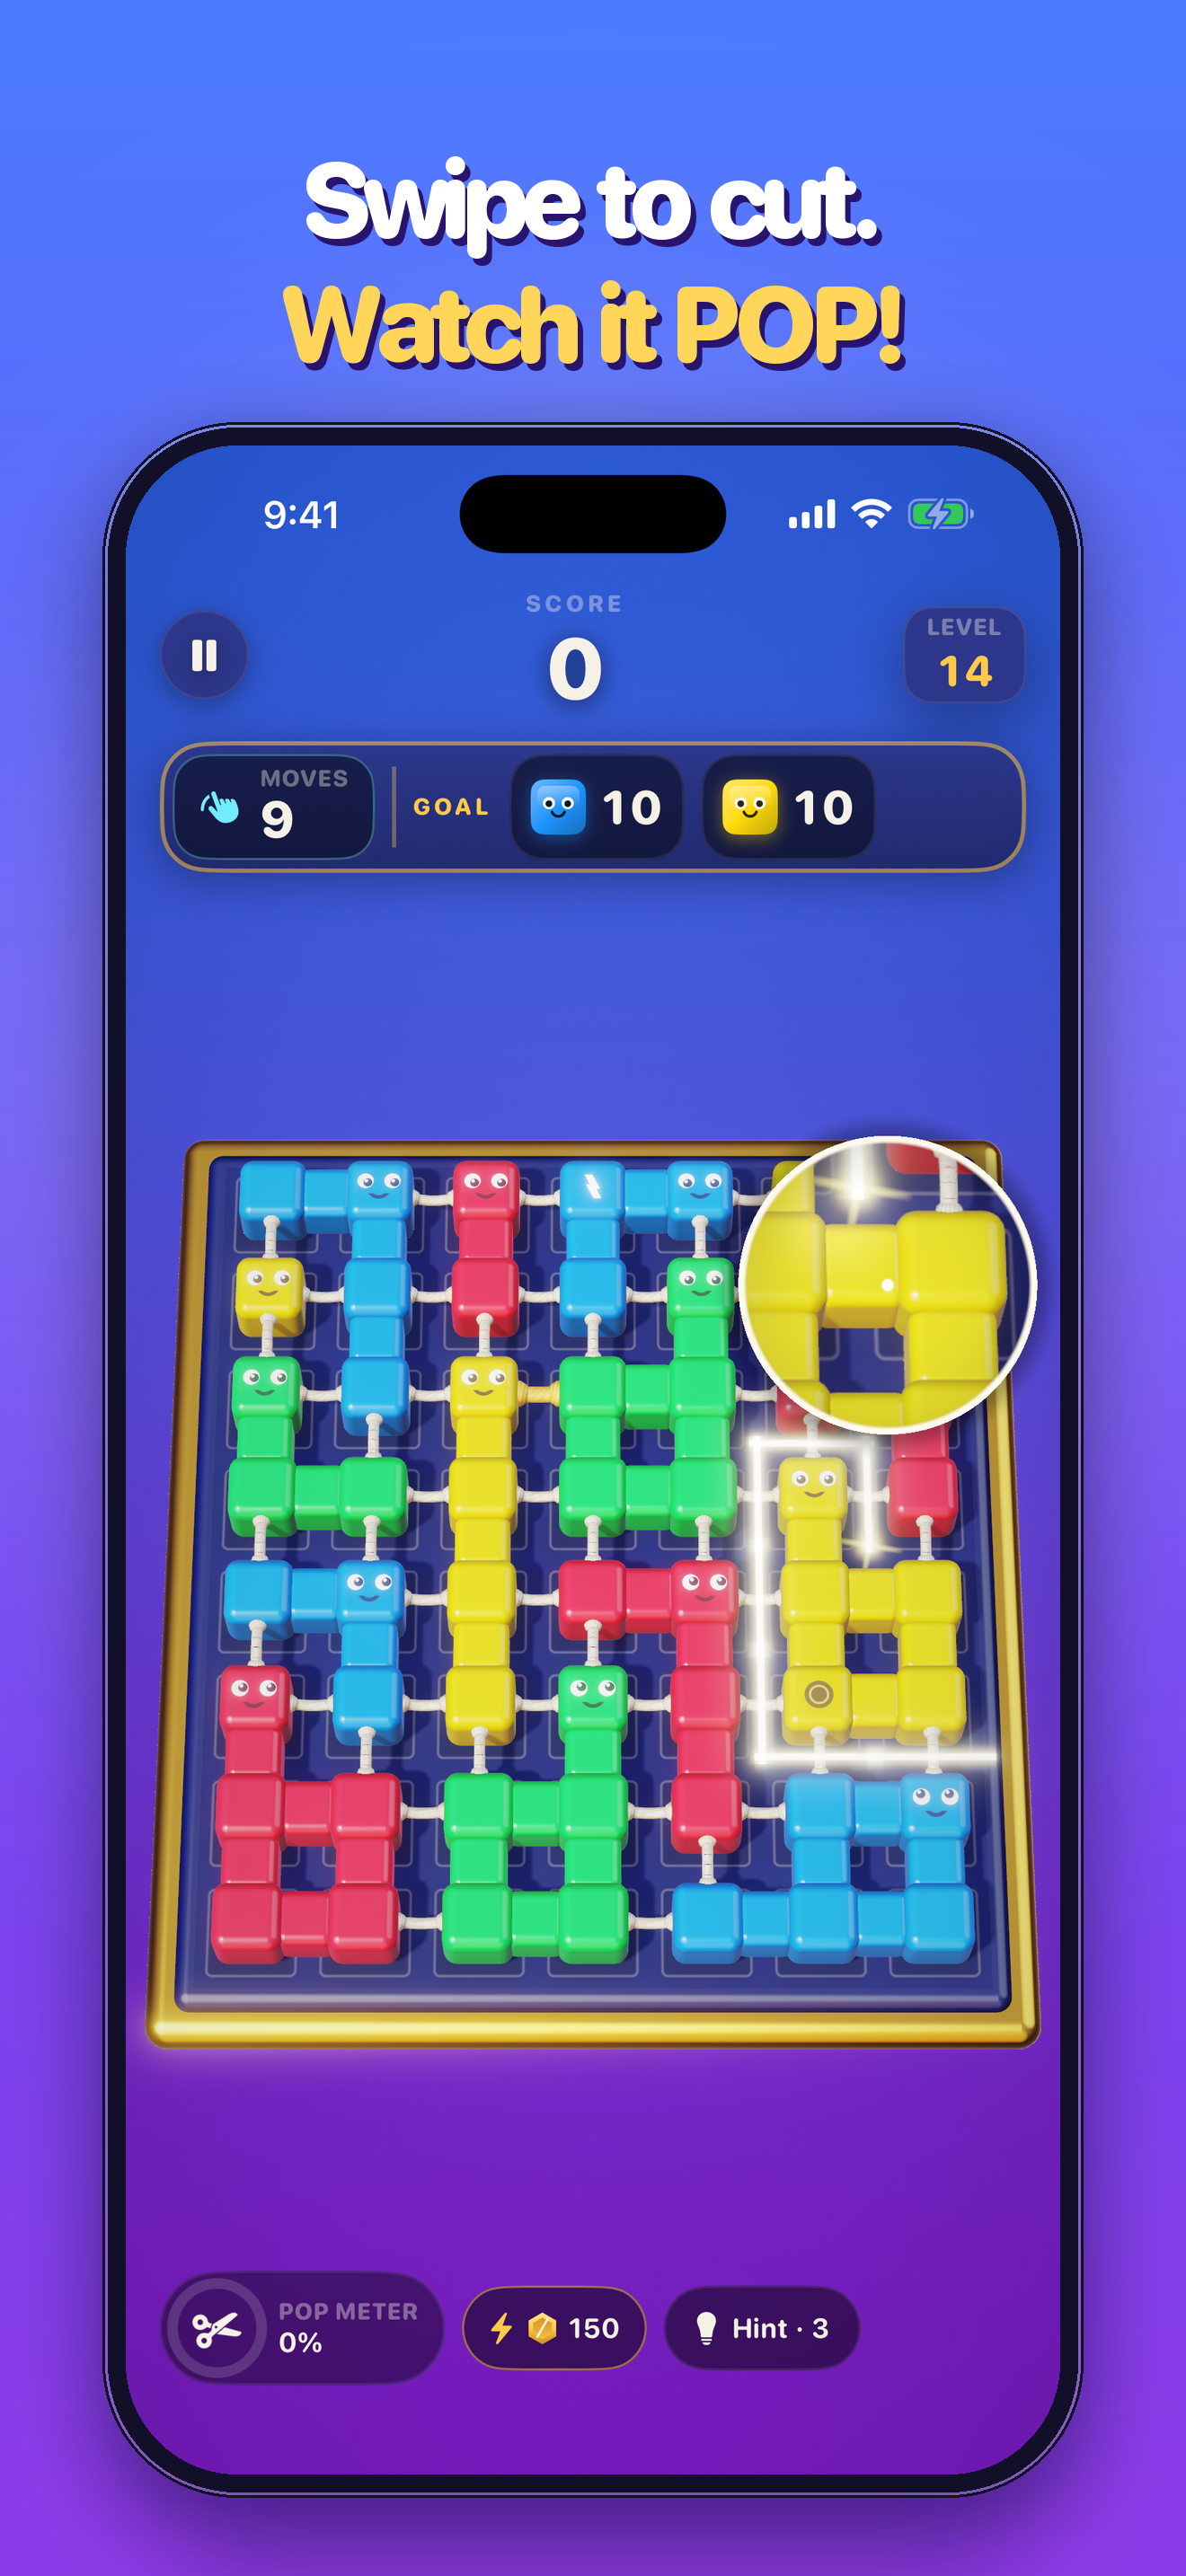 Swipe to cut.
Watch it POP!
9:41
SCORE
0
LEVEL
14
MOVES
9
GOAL
10
10
POP METER
0%
150
Hint · 3